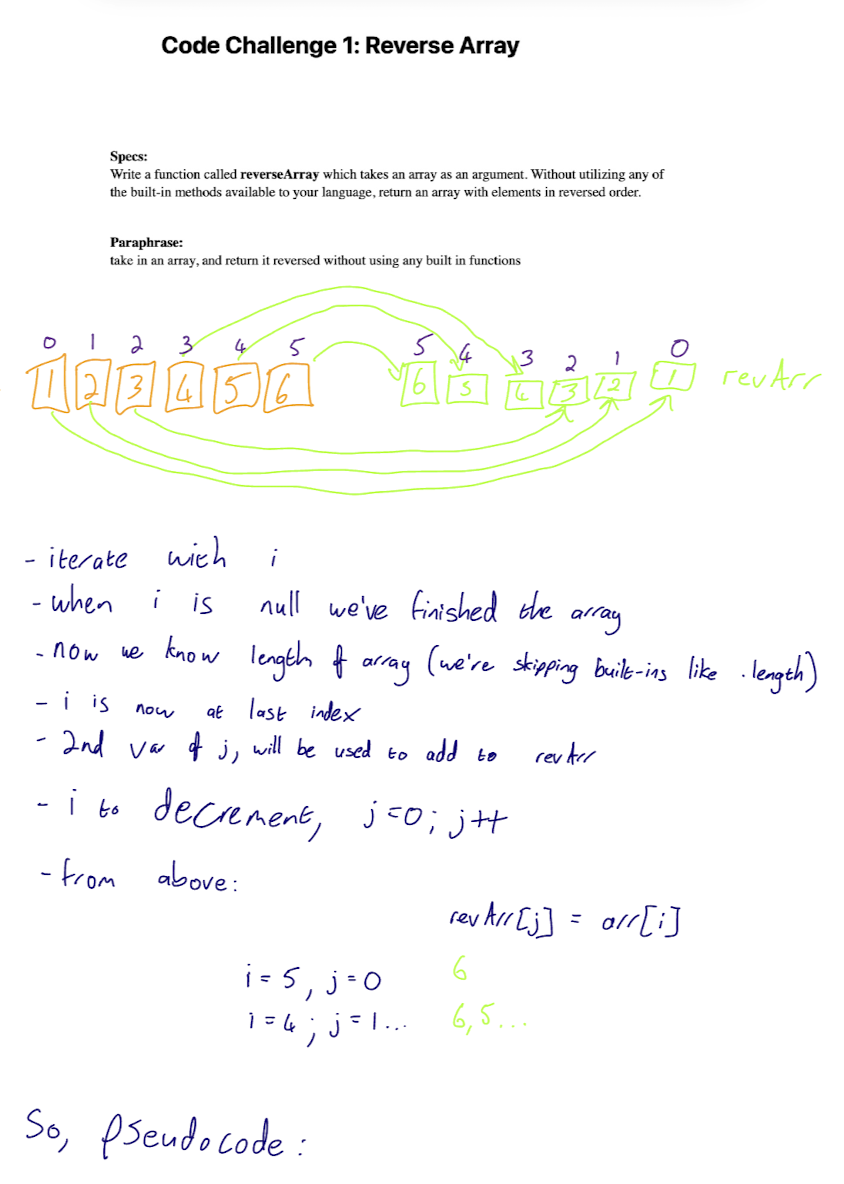 Code Challenge 1: Reverse Array
Specs:
Write a function called reverseArray which takes an array as an argument. Without utilizing any of
the built-in methods available to your language, return an array with elements in reversed order.
Paraphrase:
take in an array, and return it reversed without using any built in functions
0 1 2 3 4 5 5 4 3 2 1 0
1 2 3 4 5 6 6 5 4 3 2 1 revArr
- iterate with i
- when i is null we've finished the array
- now we know length of array (we're skipping built-ins like .length)
- i is now at last index
- 2nd var of j, will be used to add to revArr
- i to decrement, j=0; j++
- from above:
revArr[j] = arr[i]
i = 5, j = 0 6
i = 4; j = 1... 6,5...
So, pseudocode: